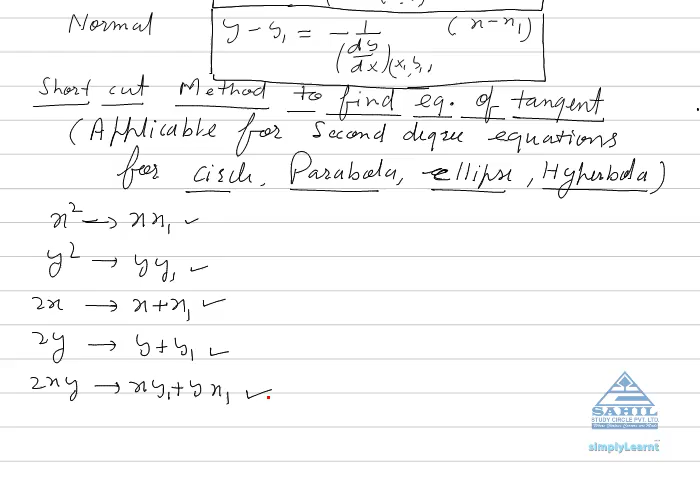 Normal y - y₁ = - 1/(dy/dx)(x₁, y₁) (x - x₁)
Short cut Method to find eq. of tangent
(Applicable for Second degree equations
for circle, Parabola, ellipse, Hyperbola)
x² → xx₁ ✓
y² → yy₁ ✓
2x → x+x₁ ✓
2y → y+y₁ ✓
2xy → xy₁+yx₁ ✓
SAHIL
STUDY CIRCLE PVT. LTD.
simplyLearnt